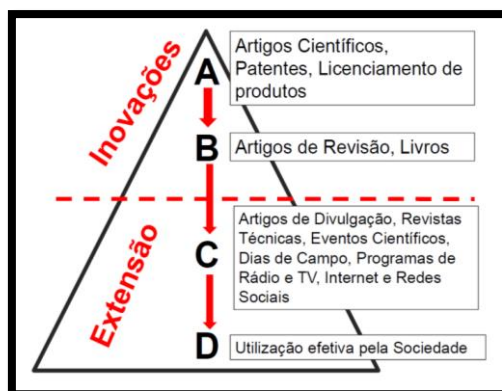 Inovações
A
Artigos Científicos,
Patentes, Licenciamento de
produtos
B
Artigos de Revisão, Livros
Extensão
C
Artigos de Divulgação, Revistas
Técnicas, Eventos Científicos,
Dias de Campo, Programas de
Rádio e TV, Internet e Redes
Sociais
D
Utilização efetiva pela Sociedade